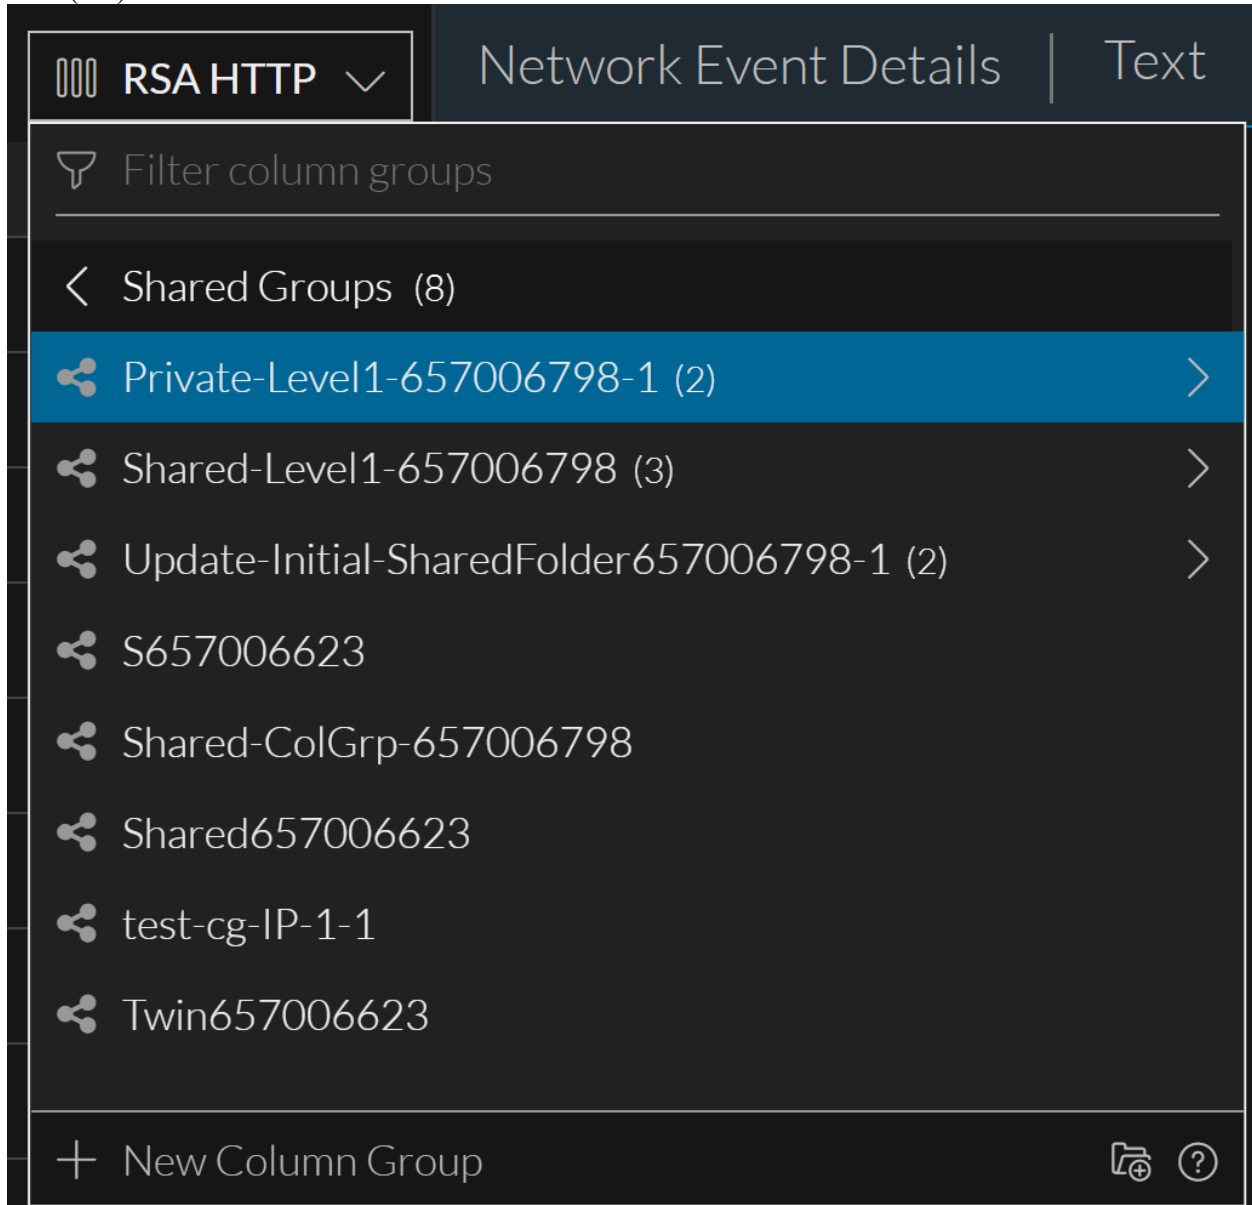 RSA HTTP
Network Event Details
Text
Filter column groups
Shared Groups (8)
Private-Level1-657006798-1 (2)
Shared-Level1-657006798 (3)
Update-Initial-SharedFolder657006798-1 (2)
S657006623
Shared-ColGrp-657006798
Shared657006623
test-cg-IP-1-1
Twin657006623
New Column Group